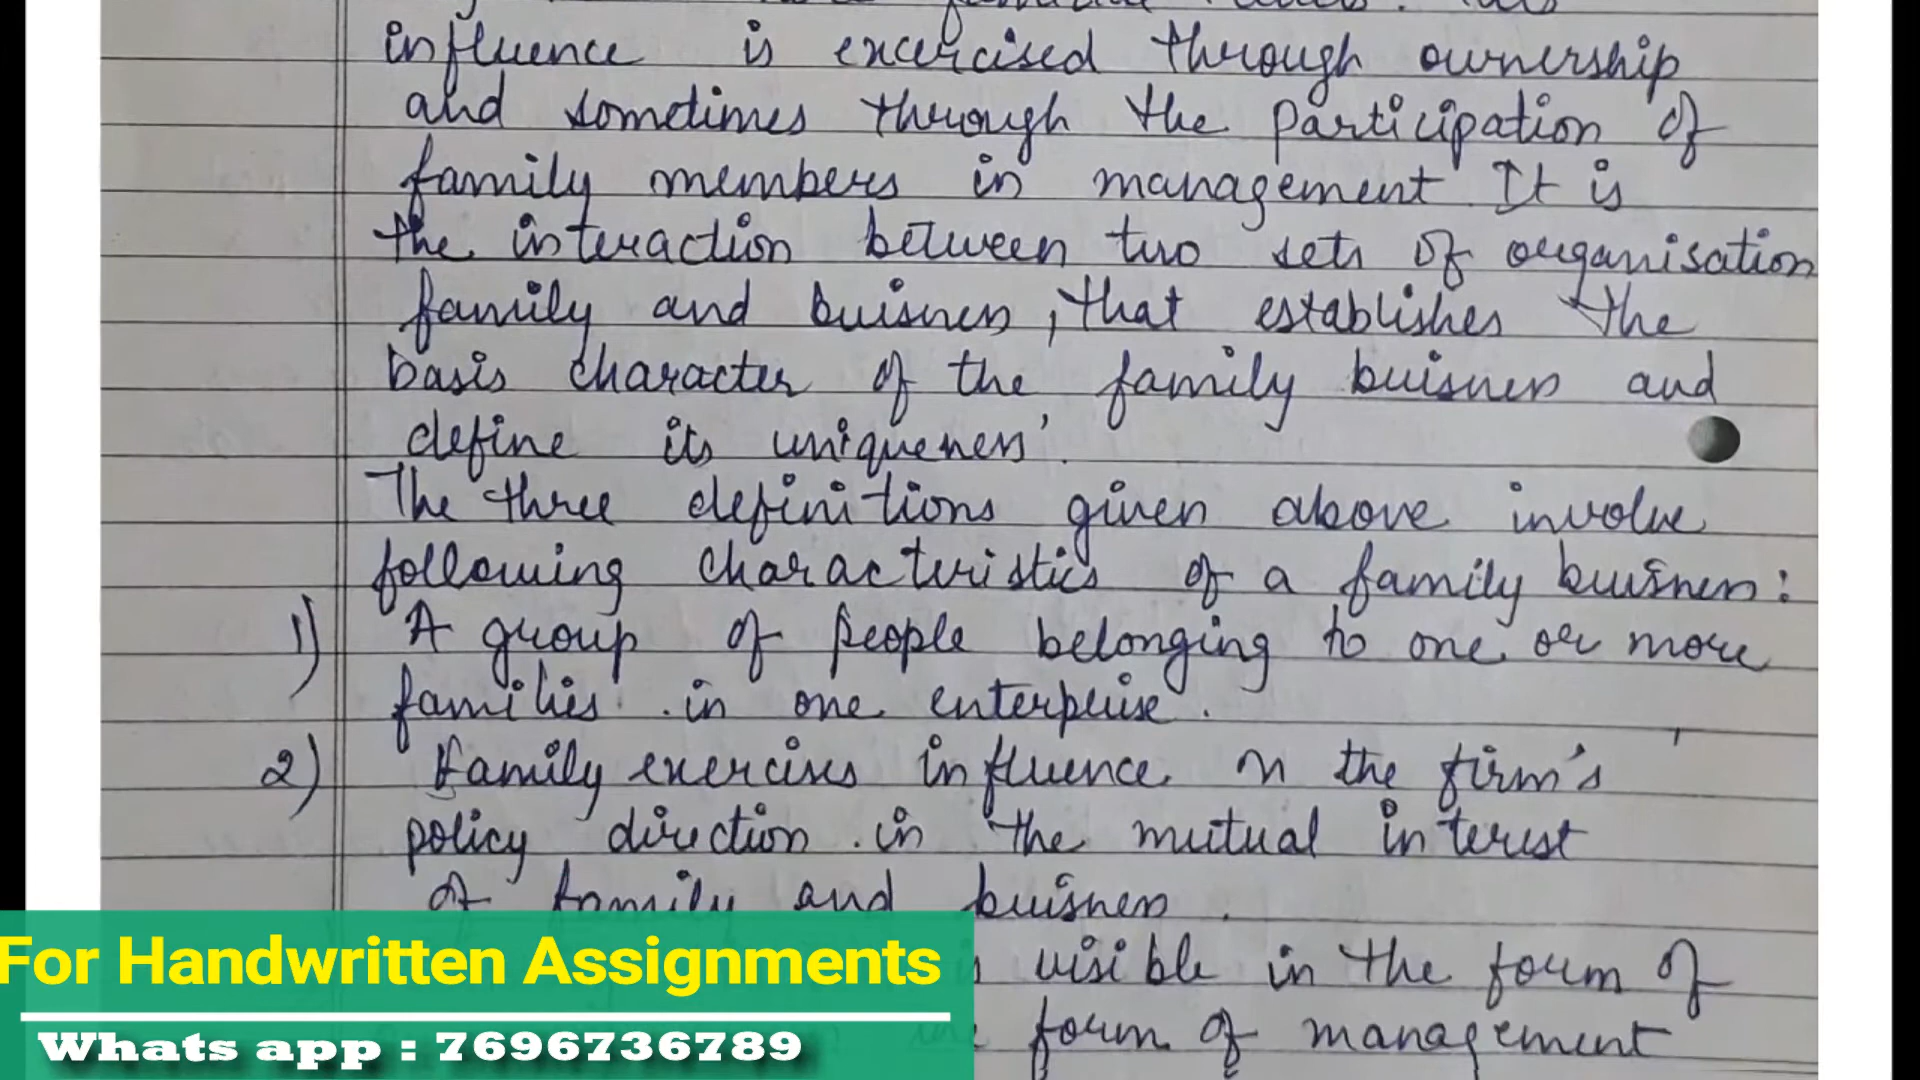 influence is excercised through ownership
and sometimes through the participation of
family members in management. It is
the interaction between two sets of organisation
family and buisness, that establishes the
basis character of the family buisness and
define its uniqueness'.
The three definitions given above involve
following characteristics of a family buisness:
1) A group of people belonging to one or more
families in one enterprise.
2) Family exercises influence on the firm's
policy direction in the mutual interest
of family and buisness.
visible in the form of
form of management
For Handwritten Assignments
Whats app : 7696736789